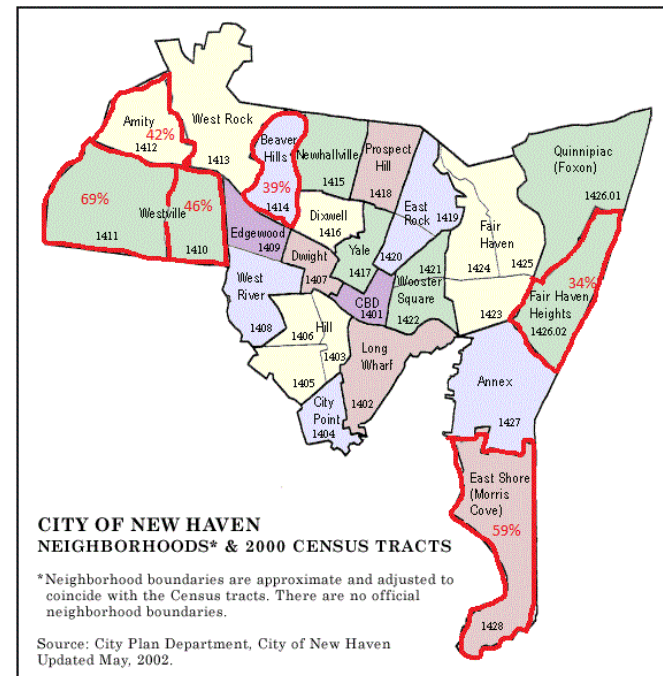 Amity
42%
1412
West Rock
1413
Beaver
Hills
39%
1414
Newhallville
1415
Prospect
Hill
1418
Quinnipiac
(Foxon)
1426.01
69%
Westville
46%
1411
1410
Edgewood
1409
Dixwell
1416
East
Rock
1419
1420
Fair
Haven
1424
1425
1423
Dwight
1407
Yale
1417
1421
Wooster
Square
1422
34%
Fair Haven
Heights
1426.02
West
River
1408
CBD
1401
Hill
1406
1403
1405
Long
Wharf
1402
City
Point
1404
Annex
1427
East Shore
(Morris
Cove)
59%
1428
CITY OF NEW HAVEN
NEIGHBORHOODS* & 2000 CENSUS TRACTS
*Neighborhood boundaries are approximate and adjusted to
coincide with the Census tracts. There are no official
neighborhood boundaries.
Source: City Plan Department, City of New Haven
Updated May, 2002.